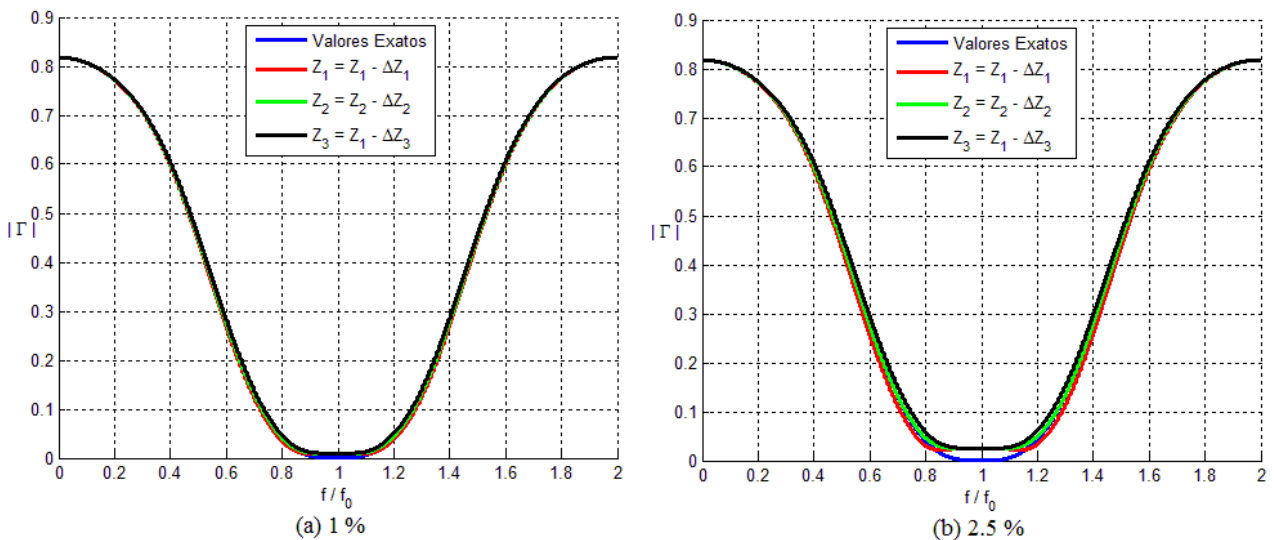 0.9
0.8
0.7
0.6
0.5
| Γ |
0.4
0.3
0.2
0.1
0
0 0.2 0.4 0.6 0.8 1 1.2 1.4 1.6 1.8 2
f / f₀
Valores Exatos
Z₁ = Z₁ - ΔZ₁
Z₂ = Z₂ - ΔZ₂
Z₃ = Z₁ - ΔZ₃
(a) 1 %
0.9
0.8
0.7
0.6
0.5
| Γ |
0.4
0.3
0.2
0.1
0
0 0.2 0.4 0.6 0.8 1 1.2 1.4 1.6 1.8 2
f / f₀
Valores Exatos
Z₁ = Z₁ - ΔZ₁
Z₂ = Z₂ - ΔZ₂
Z₃ = Z₁ - ΔZ₃
(b) 2.5 %